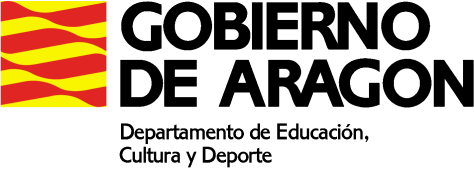 GOBIERNO
DE ARAGON
Departamento de Educación,
Cultura y Deporte